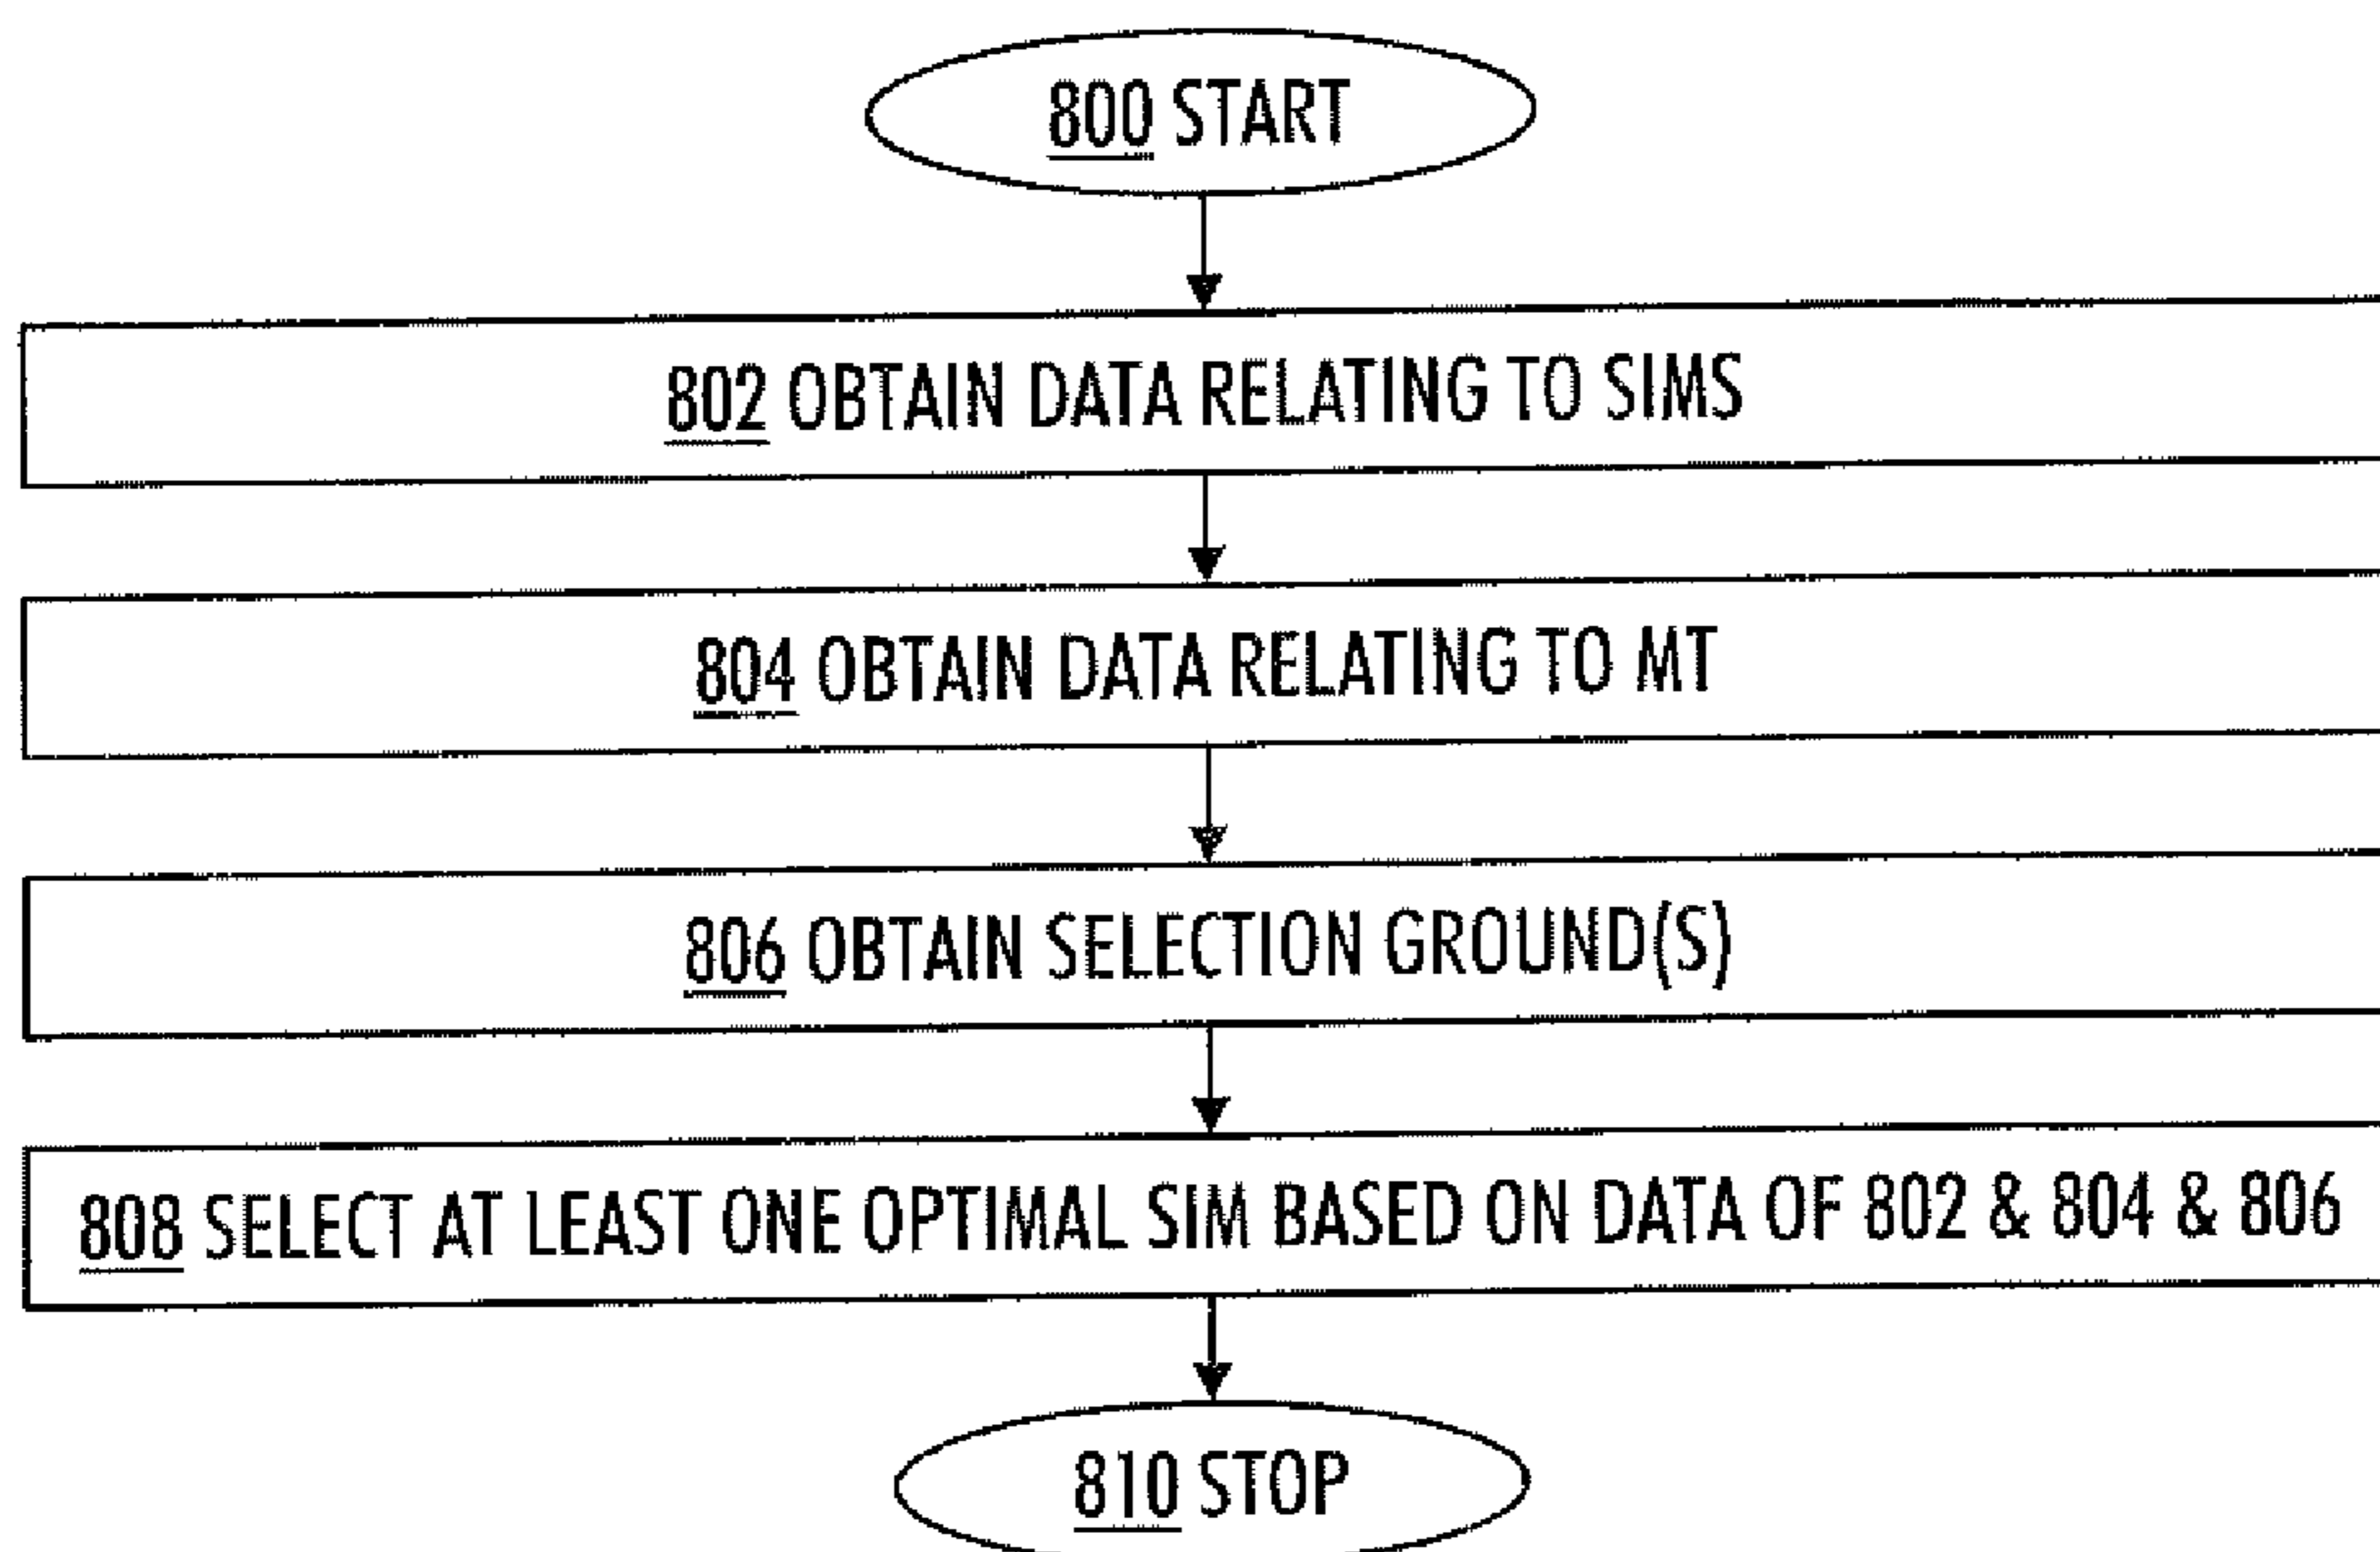 800 START
802 OBTAIN DATA RELATING TO SIMS
804 OBTAIN DATA RELATING TO MT
806 OBTAIN SELECTION GROUND(S)
808 SELECT AT LEAST ONE OPTIMAL SIM BASED ON DATA OF 802 & 804 & 806
810 STOP